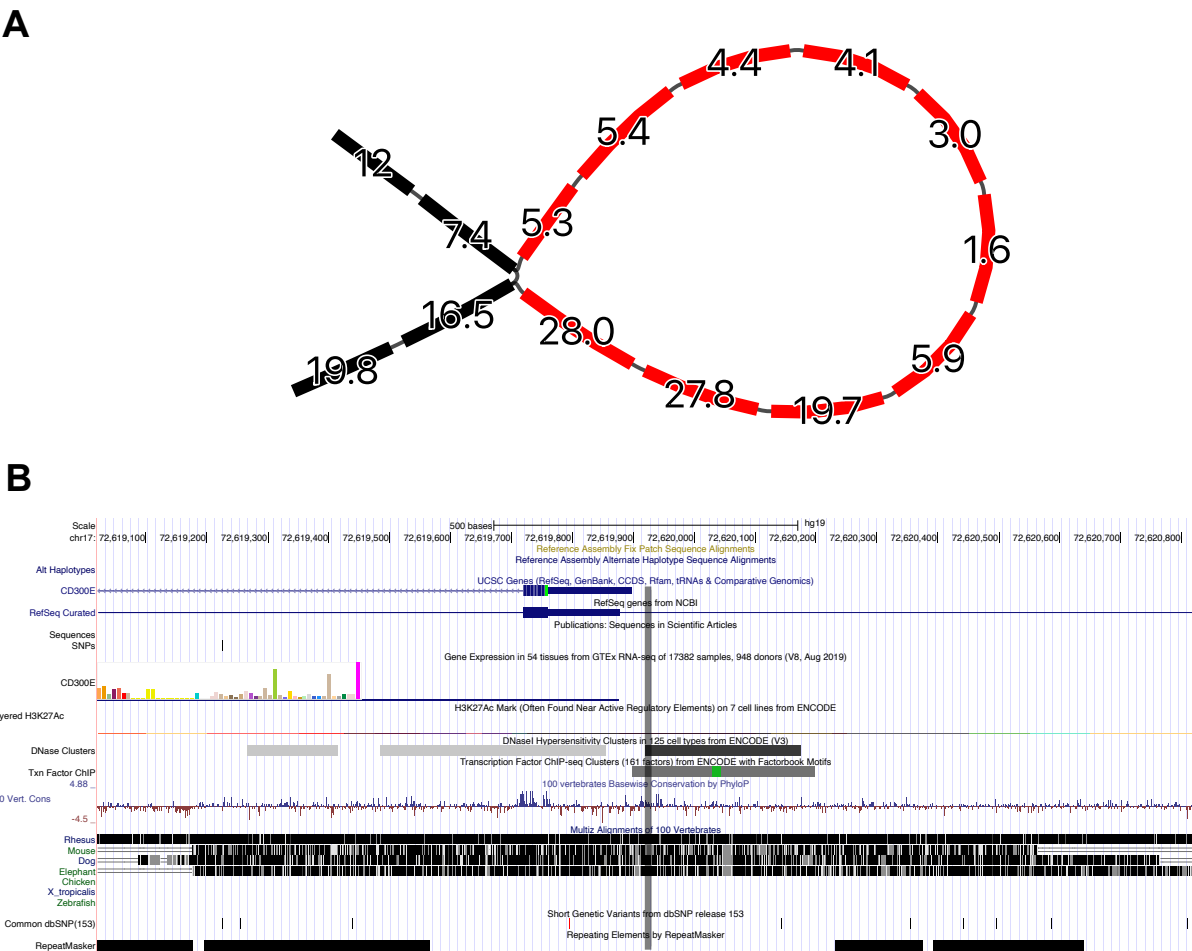 A
4.4
4.1
5.4
3.0
12
5.3
7.4
1.6
16.5
28.0
5.9
19.8
27.8
19.7
B
Scale
500 bases
hg19
chr17:
72,619,100
72,619,200
72,619,300
72,619,400
72,619,500
72,619,600
72,619,700
72,619,800
72,619,900
72,620,000
72,620,100
72,620,200
72,620,300
72,620,400
72,620,500
72,620,600
72,620,700
72,620,800
Reference Assembly Fix Patch Sequence Alignments
Reference Assembly Alternate Haplotype Sequence Alignments
Alt Haplotypes
UCSC Genes (RefSeq, GenBank, CCDS, Rfam, tRNAs & Comparative Genomics)
CD300E
RefSeq genes from NCBI
RefSeq Curated
Publications: Sequences in Scientific Articles
Sequences
SNPs
Gene Expression in 54 tissues from GTEx RNA-seq of 17382 samples, 948 donors (V8, Aug 2019)
CD300E
H3K27Ac Mark (Often Found Near Active Regulatory Elements) on 7 cell lines from ENCODE
yered H3K27Ac
DNaseI Hypersensitivity Clusters in 125 cell types from ENCODE (V3)
DNase Clusters
Transcription Factor ChIP-seq Clusters (161 factors) from ENCODE with Factorbook Motifs
Txn Factor ChIP
4.88
100 vertebrates Basewise Conservation by PhyloP
0 Vert. Cons
-4.5
Multiz Alignments of 100 Vertebrates
Rhesus
Mouse
Dog
Elephant
Chicken
X_tropicalis
Zebrafish
Short Genetic Variants from dbSNP release 153
Common dbSNP(153)
Repeating Elements by RepeatMasker
RepeatMasker